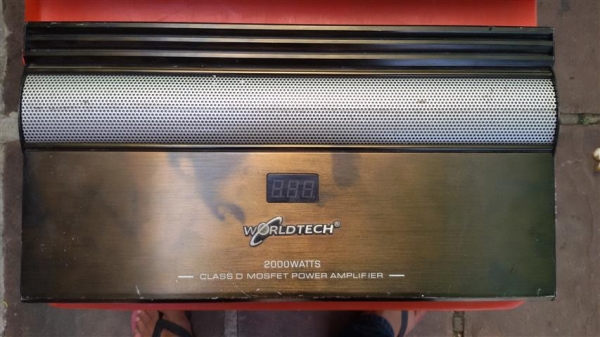 WORLDTECH®
2000WATTS
CLASS D MOSFET POWER AMPLIFIER